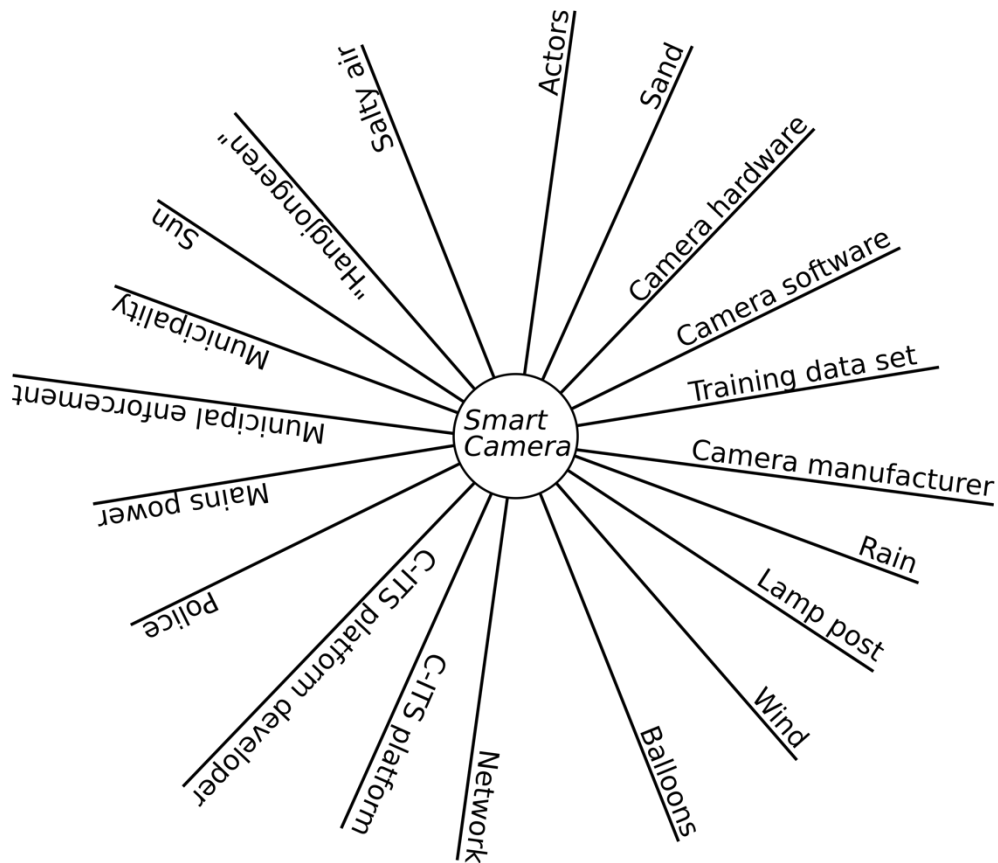 Actors
Sand
Camera hardware
Camera software
Training data set
Camera manufacturer
Rain
Lamp post
Wind
Balloons
Network
C-ITS platform
C-ITS platform developer
Police
Mains power
Municipal enforcement
Municipality
Sun
"Hangjongeren"
Salty air
Smart
Camera